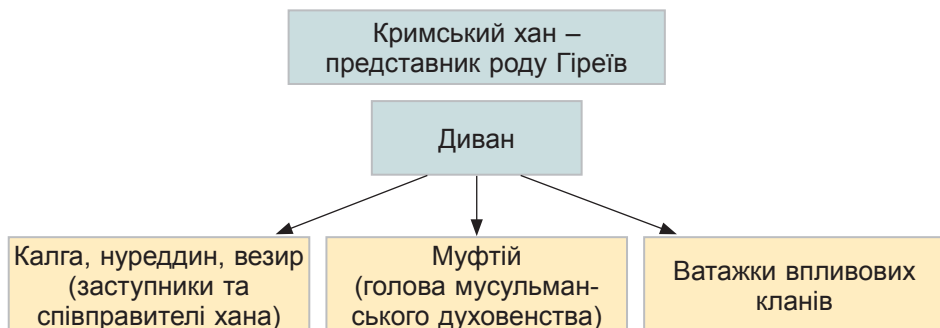 Кримський хан –
представник роду Гіреїв
Диван
Калга, нуреддин, везир
(заступники та
співправителі хана)
Муфтій
(голова мусульман-
ського духовенства)
Ватажки впливових
кланів